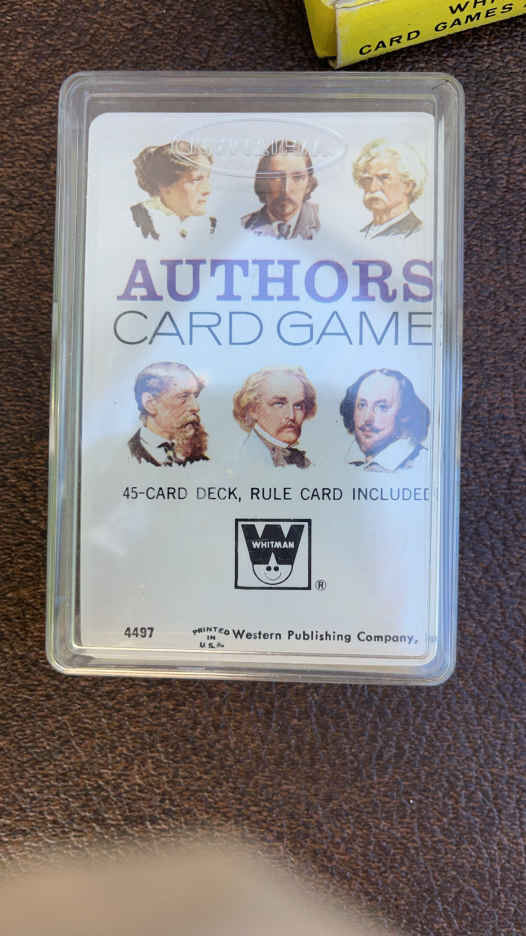 WHI
CARD GAMES
AUTHORS
CARD GAME
45-CARD DECK, RULE CARD INCLUDED
WHITMAN
®
4497
PRINTED IN U.S.A.
Western Publishing Company,